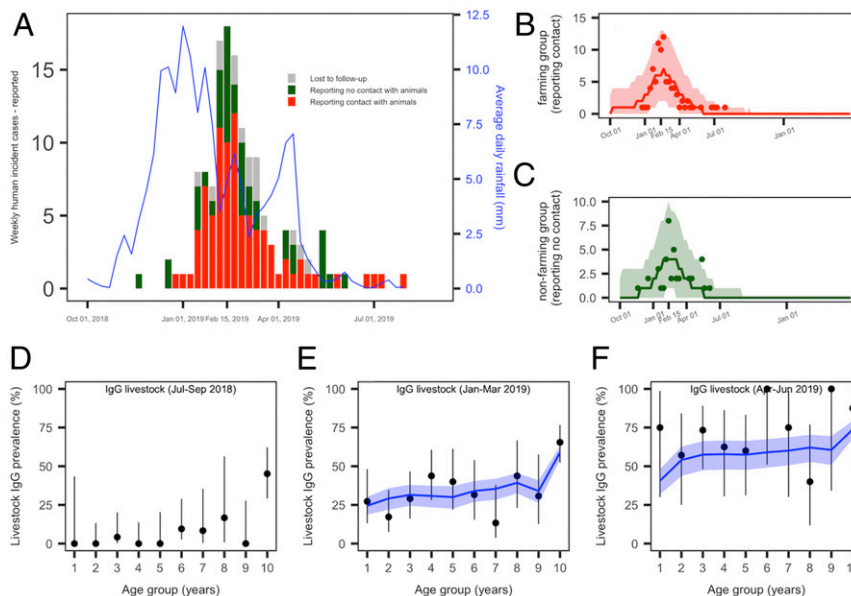 A
Weekly human incident cases - reported
15
10
5
0
Lost to follow-up
Reporting no contact with animals
Reporting contact with animals
12.5
10.0
7.5
5.0
2.5
0.0
Average daily rainfall (mm)
Oct 01, 2018
Jan 01, 2019
Feb 15, 2019
Apr 01, 2019
Jul 01, 2019
B
farming group
(reporting contact)
15
10
5
0
Oct 01
Jan 01
Feb 15
Apr 01
Jul 01
Jan 01
C
non-farming group
(reporting no contact)
10.0
7.5
5.0
2.5
0.0
Oct 01
Jan 01
Feb 15
Apr 01
Jul 01
Jan 01
D
IgG livestock (Jul-Sep 2018)
Livestock IgG prevalence (%)
100
75
50
25
0
1 2 3 4 5 6 7 8 9 10
Age group (years)
E
IgG livestock (Jan-Mar 2019)
Livestock IgG prevalence (%)
100
75
50
25
0
1 2 3 4 5 6 7 8 9 10
Age group (years)
F
IgG livestock (Apr-Jun 2019)
Livestock IgG prevalence (%)
100
75
50
25
0
1 2 3 4 5 6 7 8 9 1
Age group (years)